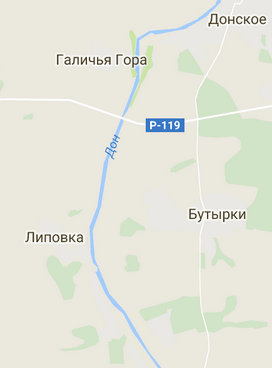 Донское
Галичья Гора
Р-119
Дон
Бутырки
Липовка